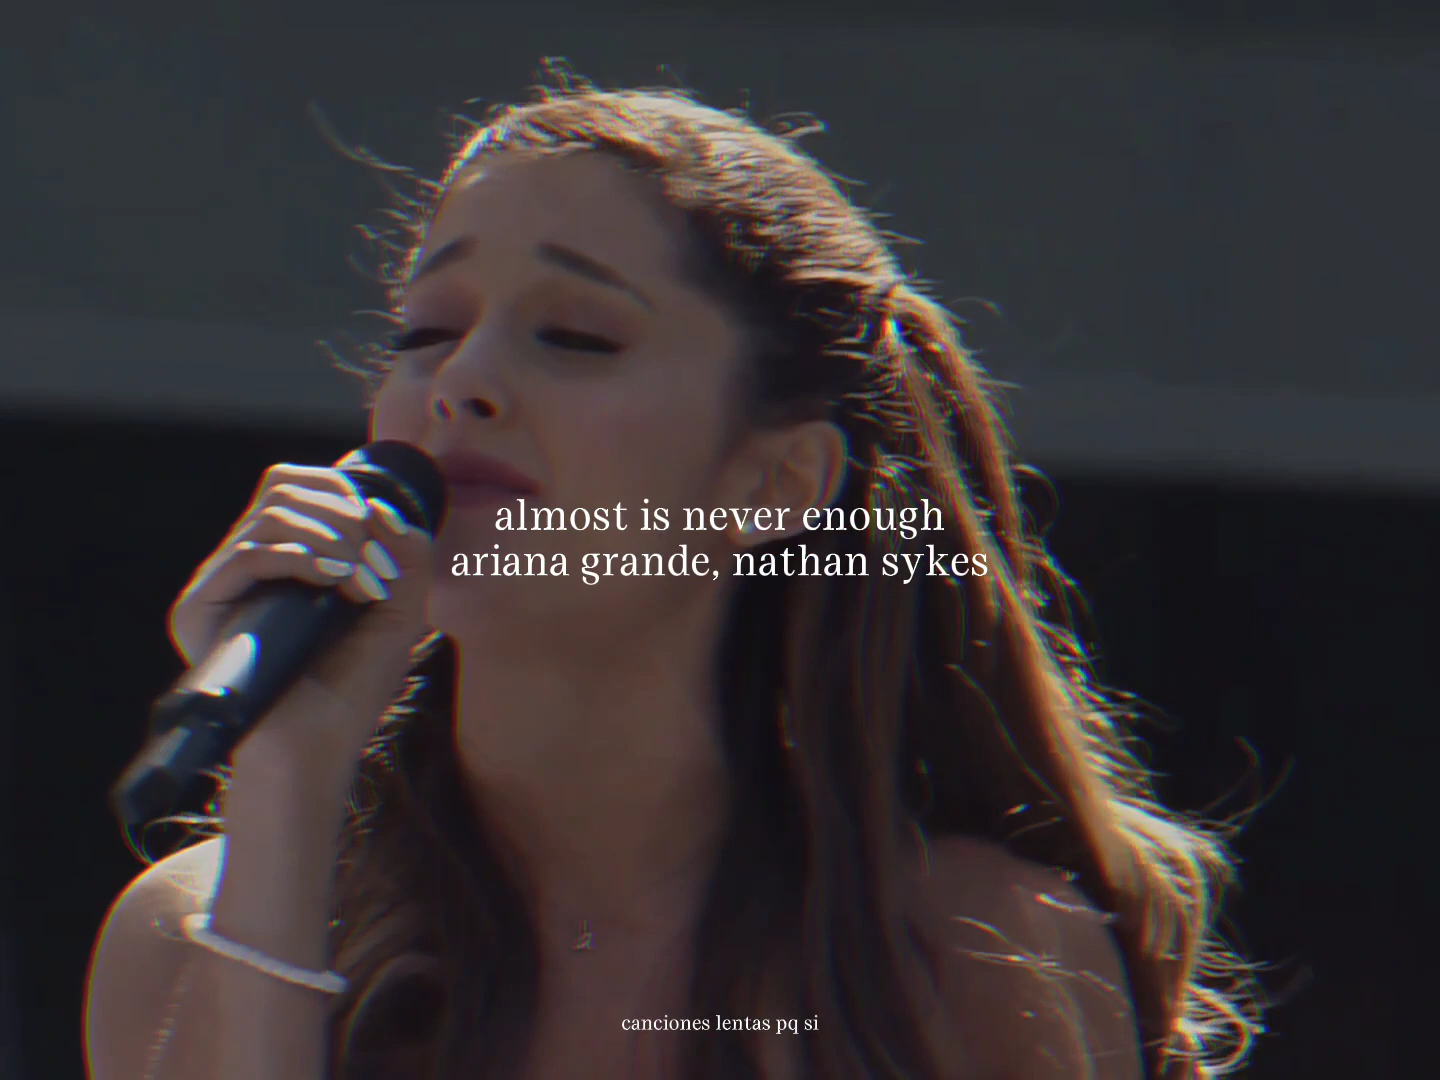 almost is never enough
ariana grande, nathan sykes
canciones lentas pq si